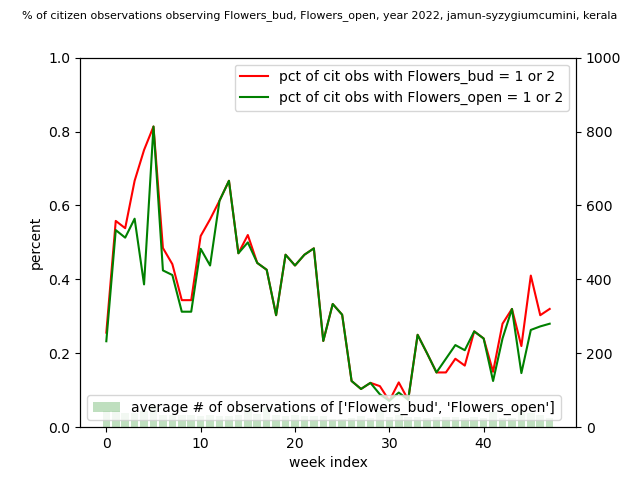 % of citizen observations observing Flowers_bud, Flowers_open, year 2022, jamun-syzygiumcumini, kerala
pct of cit obs with Flowers_bud = 1 or 2
pct of cit obs with Flowers_open = 1 or 2
1.0
0.8
0.6
0.4
0.2
0.0
percent
1000
800
600
400
200
0
average # of observations of ['Flowers_bud', 'Flowers_open']
0 10 20 30 40
week index